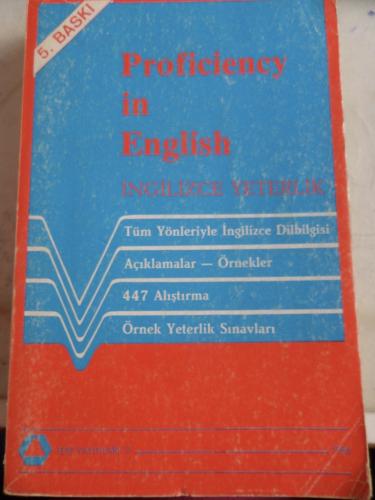 5. BASKI
Proficiency
in
English
İNGİLİZCE YETERLİK
Tüm Yönleriyle İngilizce Dilbilgisi
Açıklamalar — Örnekler
447 Alıştırma
Örnek Yeterlik Sınavları